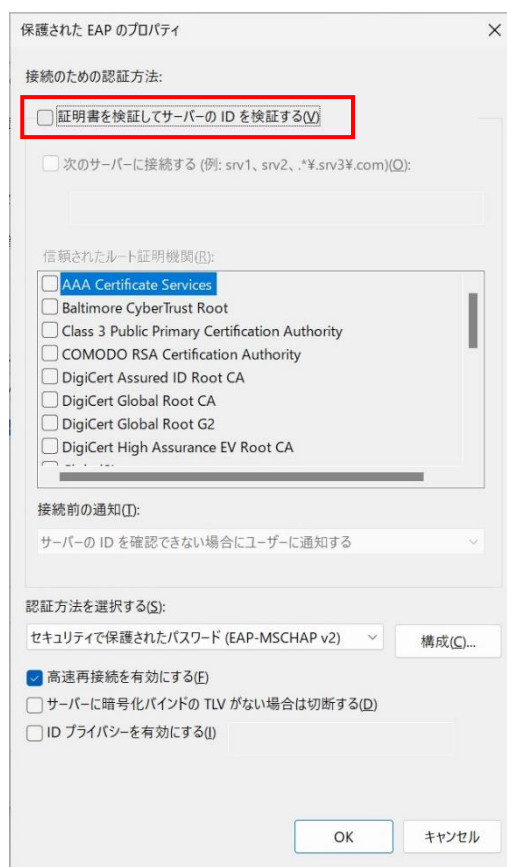 保護された EAP のプロパティ
接続のための認証方法:
証明書を検証してサーバーの ID を検証する(V)
次のサーバーに接続する (例: srv1、srv2、.*¥.srv3¥.com)(O):
信頼されたルート証明機関(R):
AAA Certificate Services
Baltimore CyberTrust Root
Class 3 Public Primary Certification Authority
COMODO RSA Certification Authority
DigiCert Assured ID Root CA
DigiCert Global Root CA
DigiCert Global Root G2
DigiCert High Assurance EV Root CA
接続前の通知(T):
サーバーの ID を確認できない場合にユーザーに通知する
認証方法を選択する(S):
セキュリティで保護されたパスワード (EAP-MSCHAP v2)
構成(C)...
高速再接続を有効にする(F)
サーバーに暗号化バインドの TLV がない場合は切断する(D)
ID プライバシーを有効にする(I)
OK
キャンセル